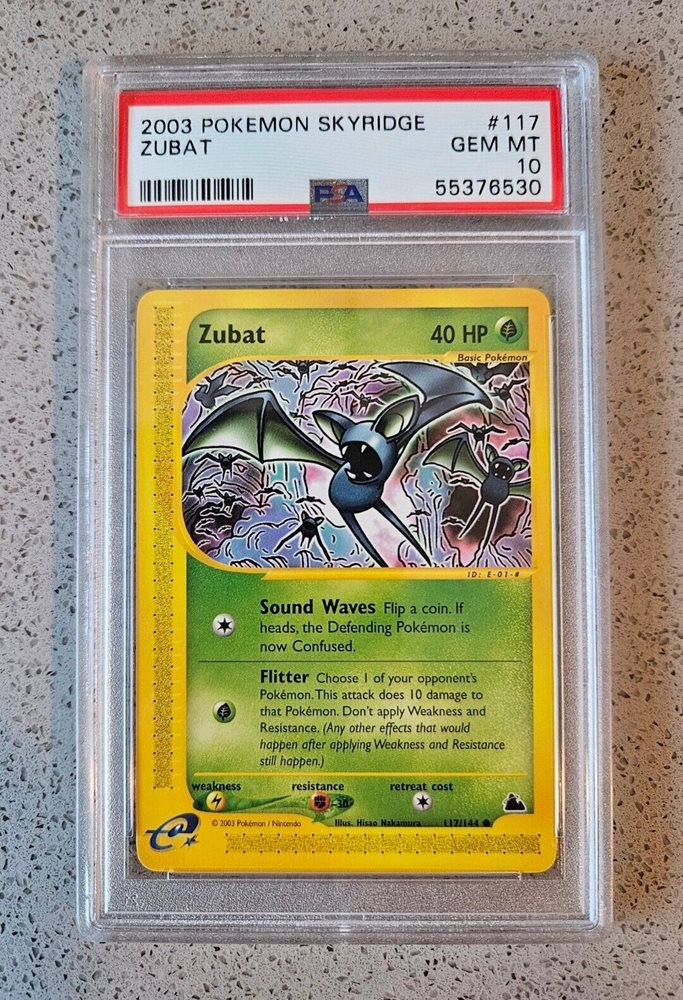 2003 POKEMON SKYRIDGE #117
ZUBAT GEM MT
10
PSA 55376530
Zubat 40 HP
Basic Pokémon
ID: E-01-#
Sound Waves Flip a coin. If
heads, the Defending Pokémon is
now Confused.
Flitter Choose 1 of your opponent's
Pokémon. This attack does 10 damage to
that Pokémon. Don't apply Weakness and
Resistance. (Any other effects that would
happen after applying Weakness and Resistance
still happen.)
weakness resistance retreat cost
-30
e © 2003 Pokémon / Nintendo Illus. Hisao Nakamura 117/144